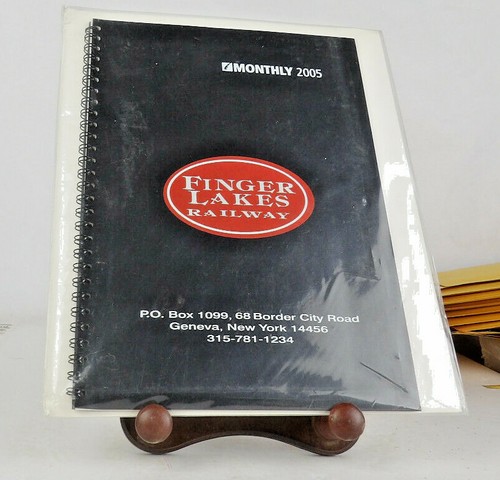 MONTHLY 2005
FINGER
LAKES
RAILWAY
P.O. Box 1099, 68 Border City Road
Geneva, New York 14456
315-781-1234